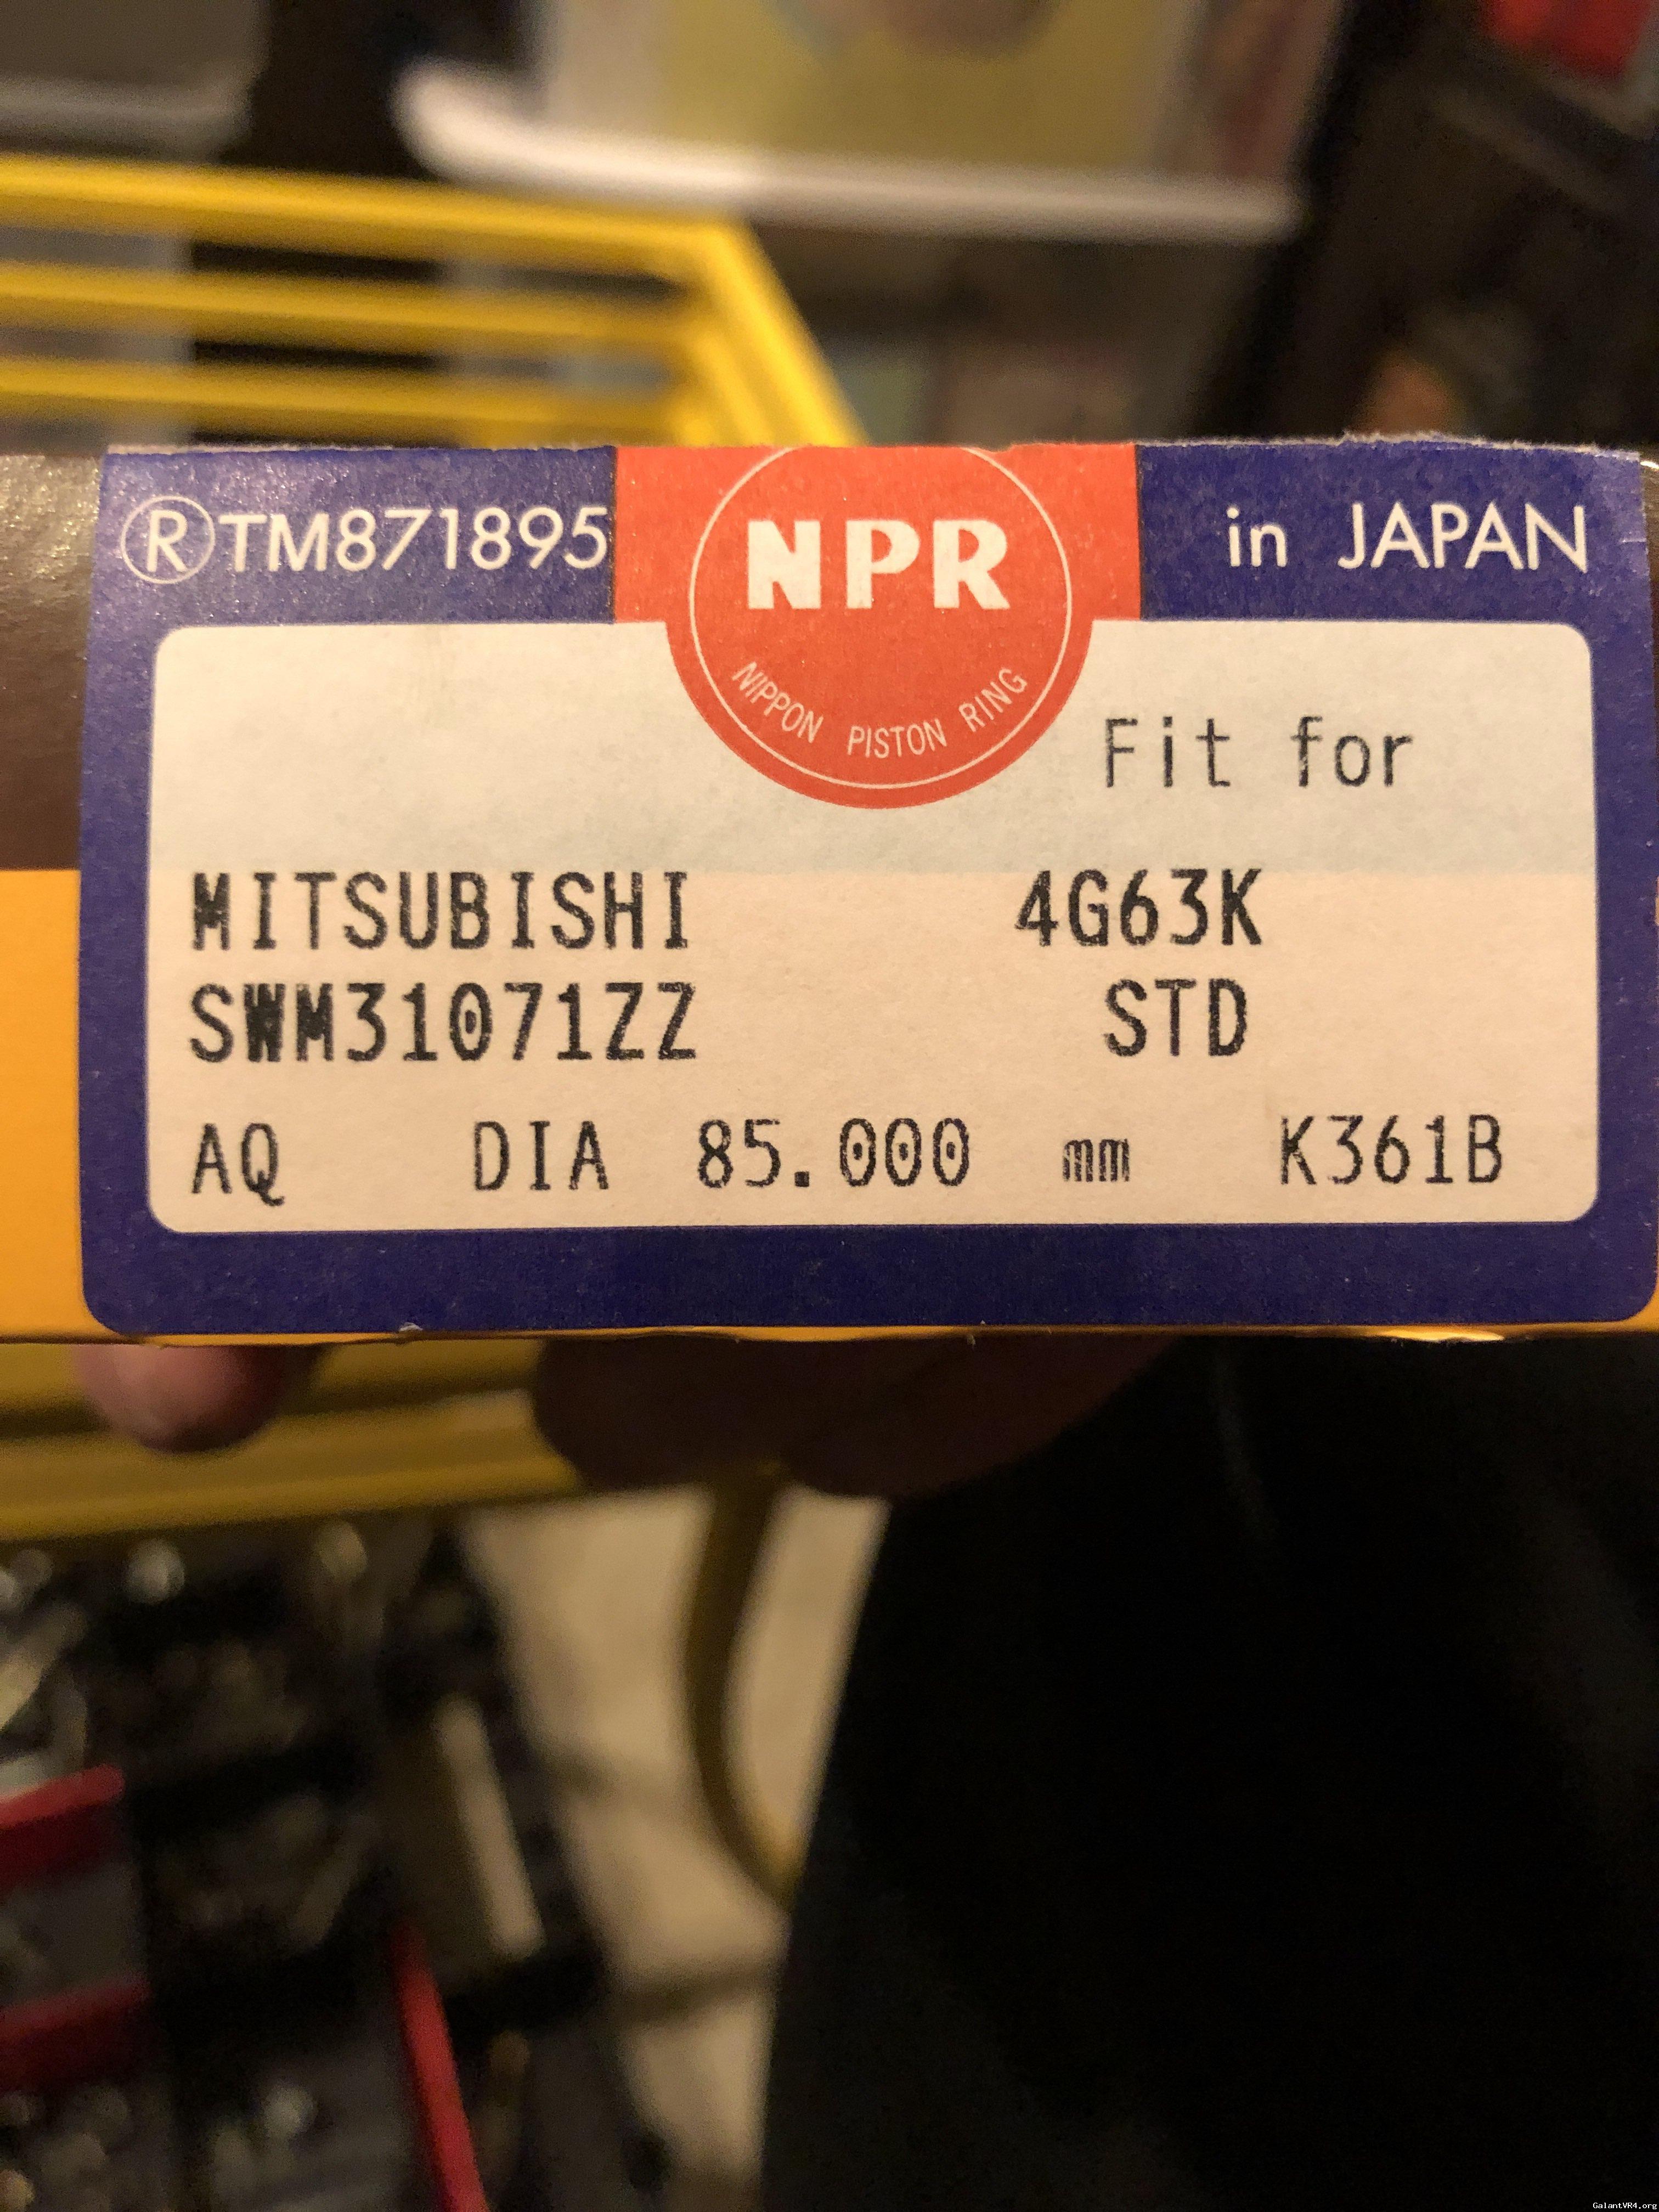 ®TM871895 NPR in JAPAN
NIPPON PISTON RING
Fit for
MITSUBISHI 4G63K
SWM31071ZZ STD
AQ DIA 85.000 mm K361B
GalantVR4.org